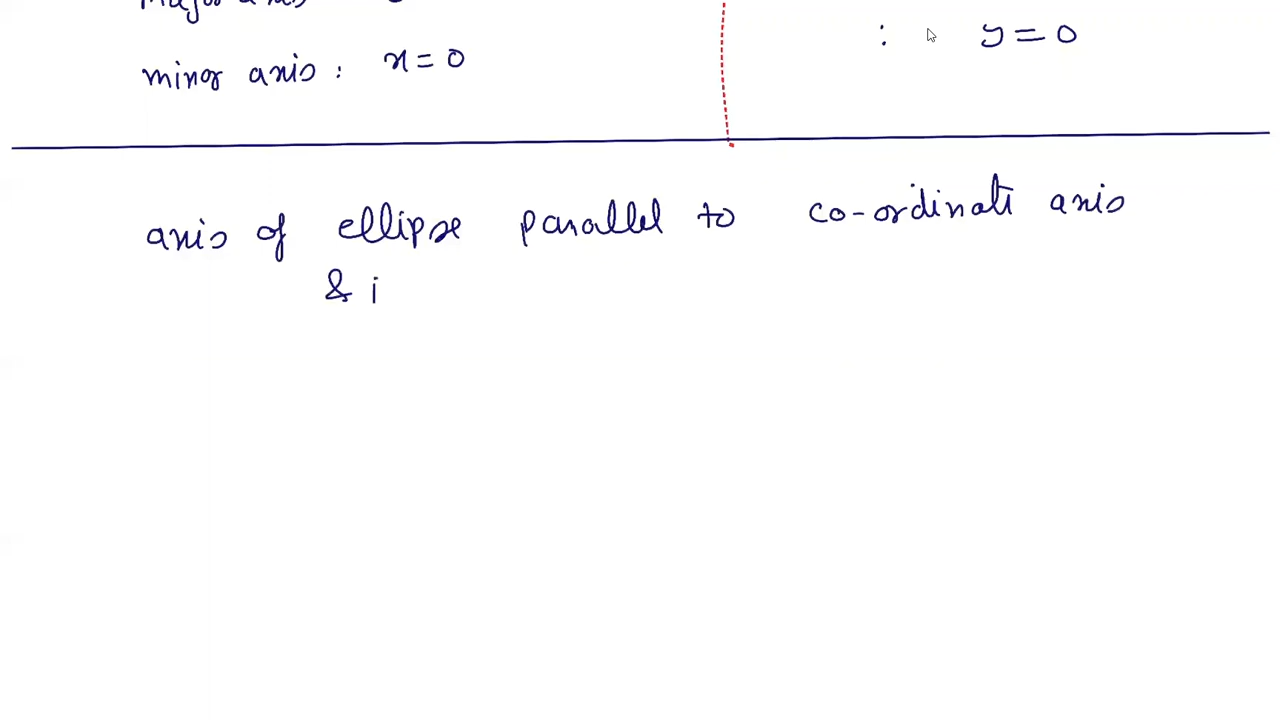 minor axis : x = 0
: y = 0
axis of ellipse parallel to co-ordinate axis
& i